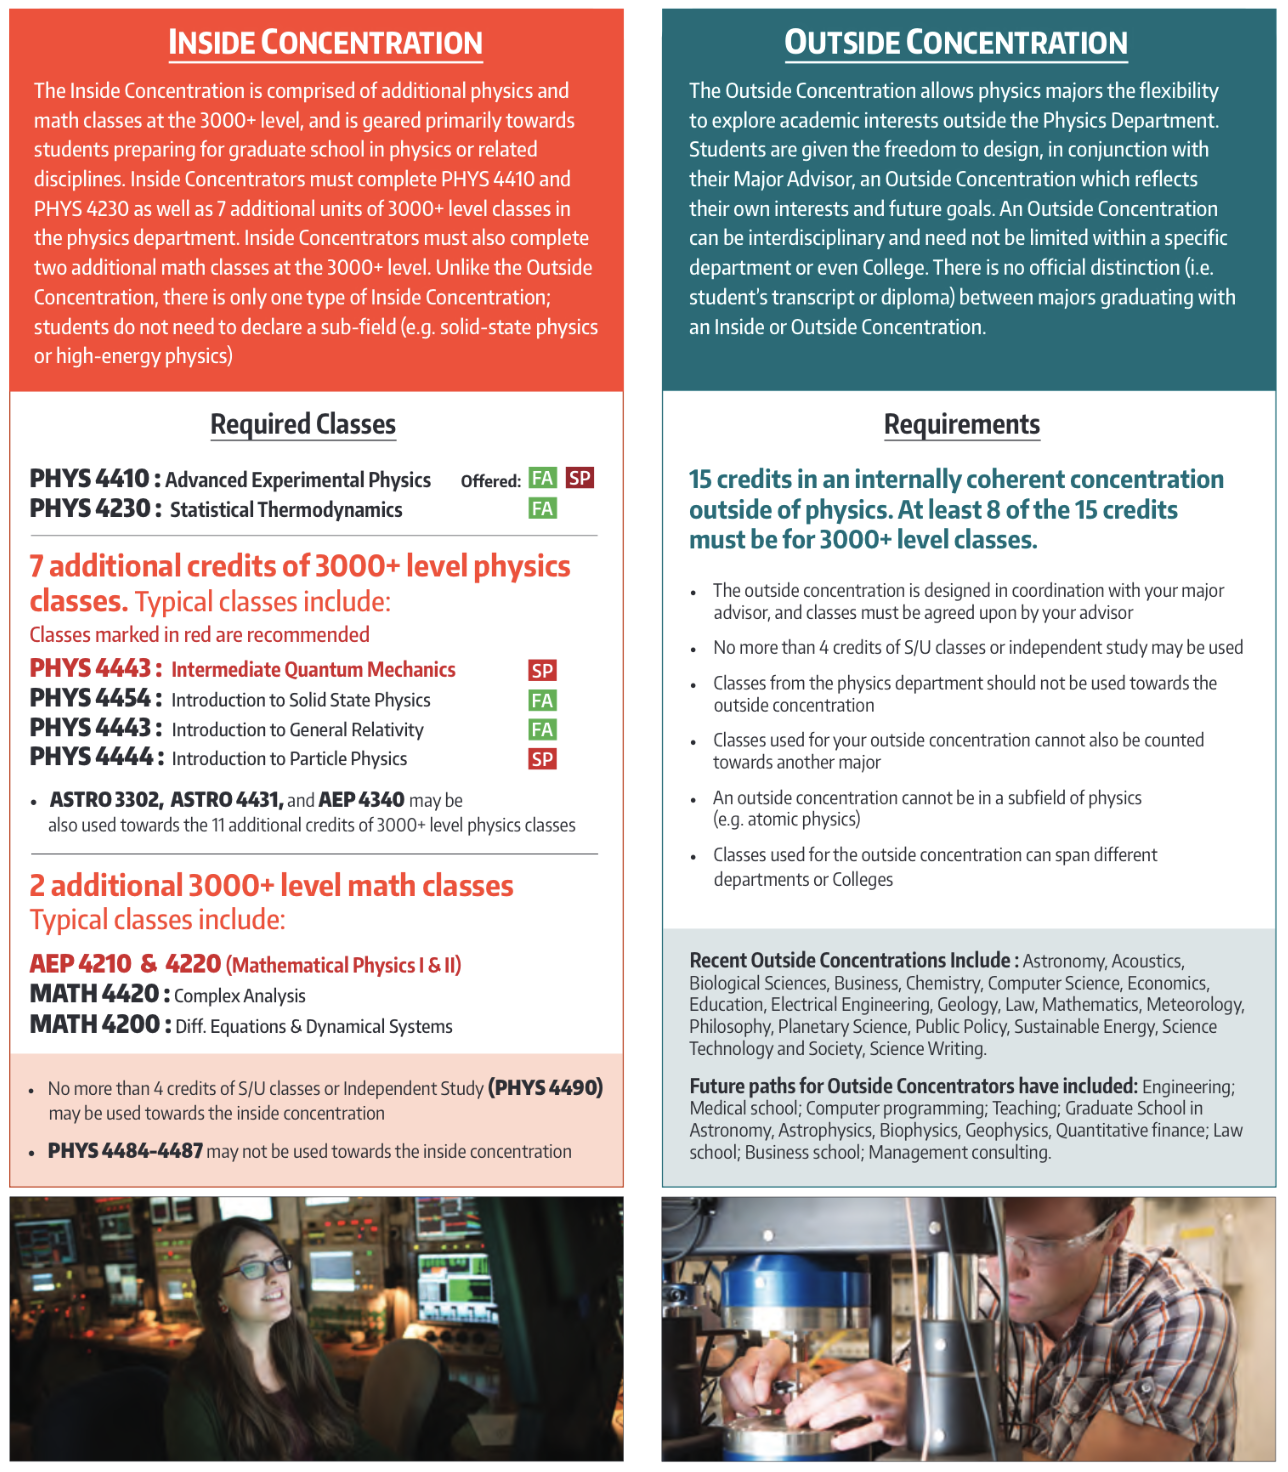 INSIDE CONCENTRATION
The Inside Concentration is comprised of additional physics and
math classes at the 3000+ level, and is geared primarily towards
students preparing for graduate school in physics or related
disciplines. Inside Concentrators must complete PHYS 4410 and
PHYS 4230 as well as 7 additional units of 3000+ level classes in
the physics department. Inside Concentrators must also complete
two additional math classes at the 3000+ level. Unlike the Outside
Concentration, there is only one type of Inside Concentration;
students do not need to declare a sub-field (e.g. solid-state physics
or high-energy physics)
Required Classes
PHYS 4410 : Advanced Experimental Physics Offered: FA SP
PHYS 4230 : Statistical Thermodynamics FA
7 additional credits of 3000+ level physics
classes. Typical classes include:
Classes marked in red are recommended
PHYS 4443 : Intermediate Quantum Mechanics SP
PHYS 4454 : Introduction to Solid State Physics FA
PHYS 4443 : Introduction to General Relativity FA
PHYS 4444 : Introduction to Particle Physics SP
• ASTRO 3302, ASTRO 4431, and AEP 4340 may be
also used towards the 11 additional credits of 3000+ level physics classes
2 additional 3000+ level math classes
Typical classes include:
AEP 4210 & 4220 (Mathematical Physics I & II)
MATH 4420 : Complex Analysis
MATH 4200 : Diff. Equations & Dynamical Systems
• No more than 4 credits of S/U classes or Independent Study (PHYS 4490)
may be used towards the inside concentration
• PHYS 4484-4487 may not be used towards the inside concentration
OUTSIDE CONCENTRATION
The Outside Concentration allows physics majors the flexibility
to explore academic interests outside the Physics Department.
Students are given the freedom to design, in conjunction with
their Major Advisor, an Outside Concentration which reflects
their own interests and future goals. An Outside Concentration
can be interdisciplinary and need not be limited within a specific
department or even College. There is no official distinction (i.e.
student's transcript or diploma) between majors graduating with
an Inside or Outside Concentration.
Requirements
15 credits in an internally coherent concentration
outside of physics. At least 8 of the 15 credits
must be for 3000+ level classes.
• The outside concentration is designed in coordination with your major
advisor, and classes must be agreed upon by your advisor
• No more than 4 credits of S/U classes or independent study may be used
• Classes from the physics department should not be used towards the
outside concentration
• Classes used for your outside concentration cannot also be counted
towards another major
• An outside concentration cannot be in a subfield of physics
(e.g. atomic physics)
• Classes used for the outside concentration can span different
departments or Colleges
Recent Outside Concentrations Include : Astronomy, Acoustics,
Biological Sciences, Business, Chemistry, Computer Science, Economics,
Education, Electrical Engineering, Geology, Law, Mathematics, Meteorology,
Philosophy, Planetary Science, Public Policy, Sustainable Energy, Science
Technology and Society, Science Writing.
Future paths for Outside Concentrators have included: Engineering;
Medical school; Computer programming; Teaching; Graduate School in
Astronomy, Astrophysics, Biophysics, Geophysics, Quantitative finance; Law
school; Business school; Management consulting.